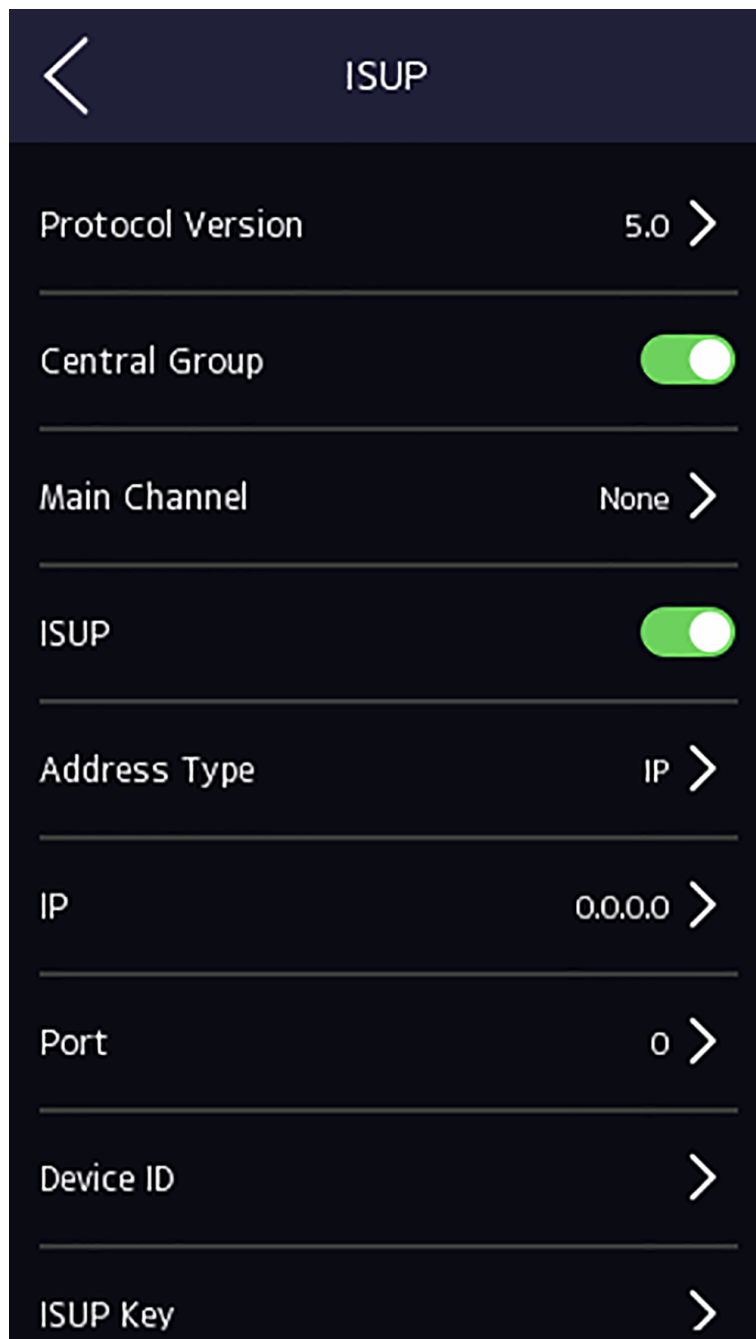 ISUP
Protocol Version 5.0
Central Group
Main Channel None
ISUP
Address Type IP
IP 0.0.0.0
Port 0
Device ID
ISUP Key